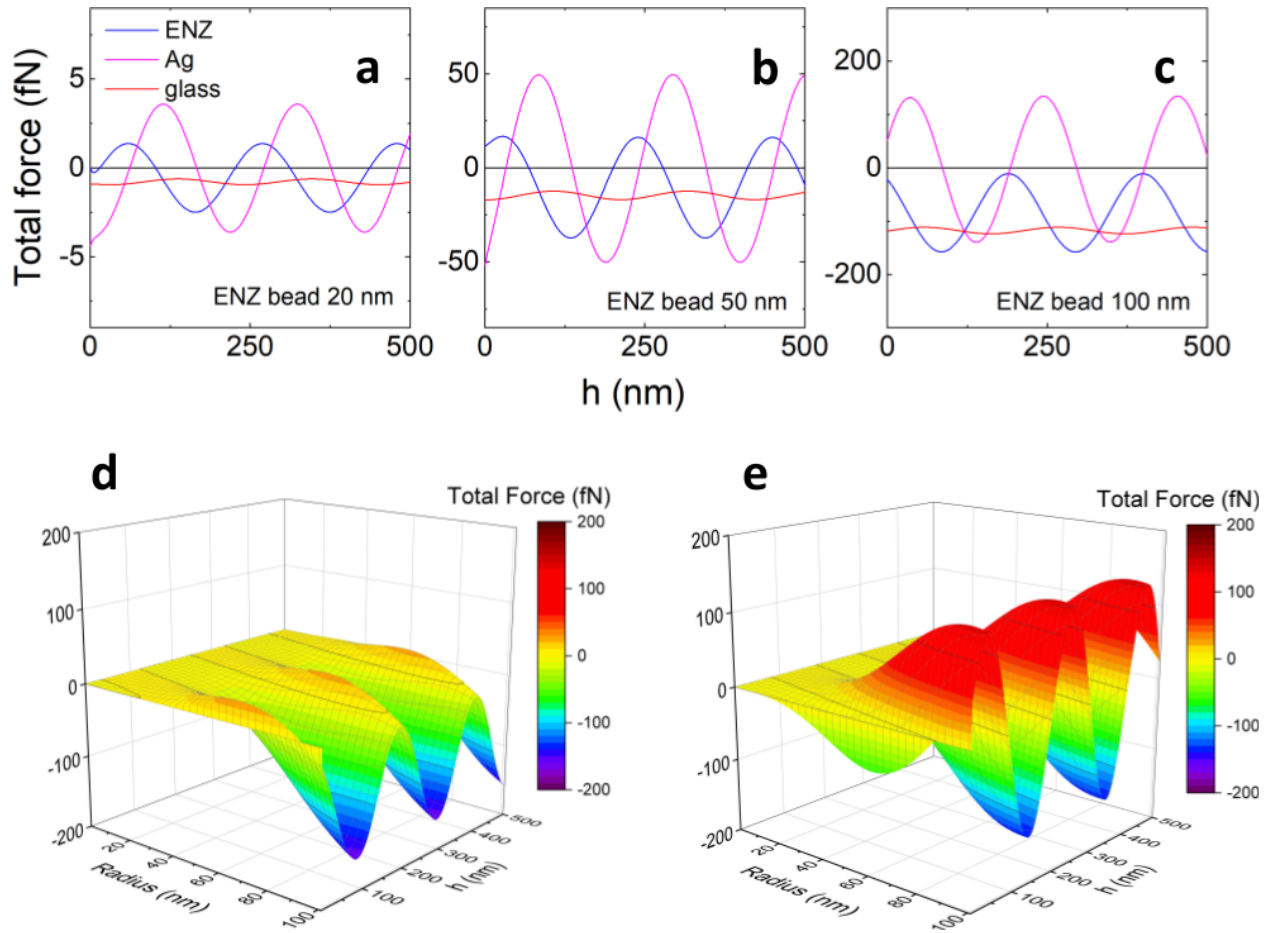 ENZ
Ag
glass
a
b
c
Total force (fN)
5
0
-5
50
0
-50
200
0
-200
ENZ bead 20 nm
ENZ bead 50 nm
ENZ bead 100 nm
0 250 500
0 250 500
0 250 500
h (nm)
d
Total Force (fN)
200
100
0
-100
-200
200
100
0
-100
-200
20 40 60 80 100
Radius (nm)
100 200 300 400 500
h (nm)
e
Total Force (fN)
200
100
0
-100
-200
200
100
0
-100
-200
20 40 60 80 100
Radius (nm)
100 200 300 400 500
h (nm)